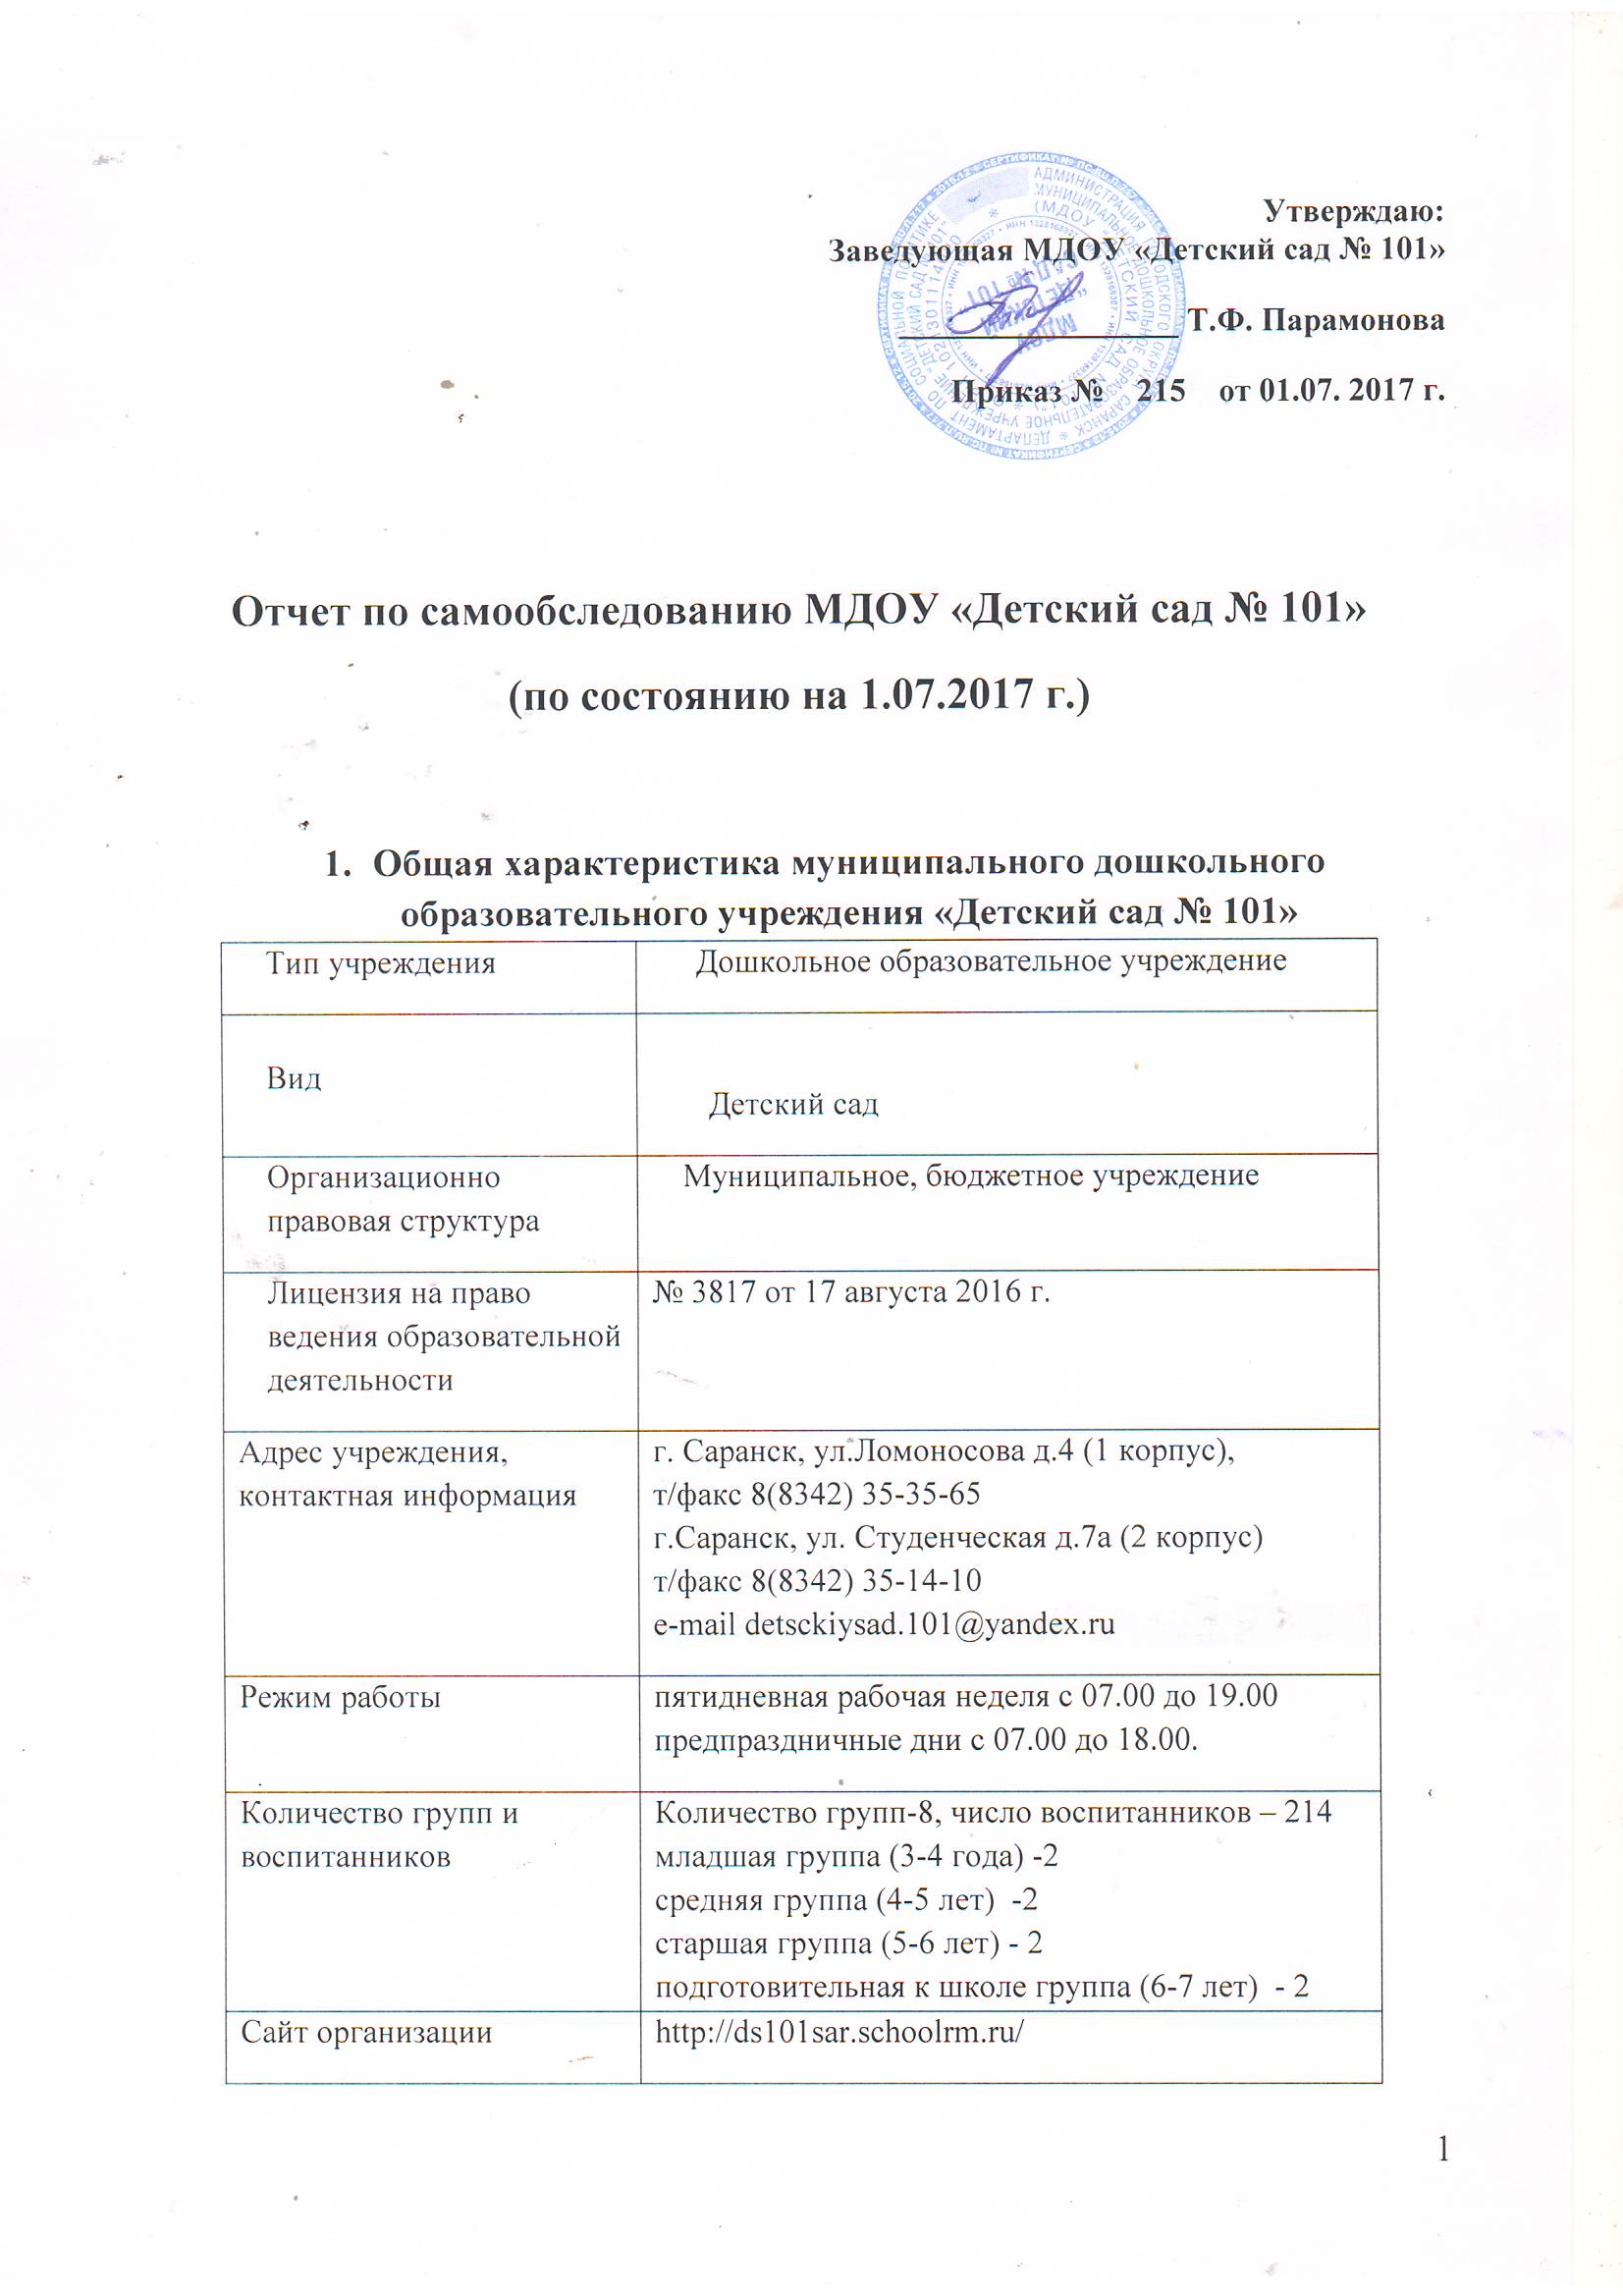 Утверждаю:
Заведующая МДОУ «Детский сад № 101»
Т.Ф. Парамонова
Приказ № 215 от 01.07. 2017 г.
Отчет по самообследованию МДОУ «Детский сад № 101»
(по состоянию на 1.07.2017 г.)
1. Общая характеристика муниципального дошкольного
образовательного учреждения «Детский сад № 101»
Тип учреждения
Дошкольное образовательное учреждение
Вид
Детский сад
Организационно
правовая структура
Муниципальное, бюджетное учреждение
Лицензия на право
ведения образовательной
деятельности
№ 3817 от 17 августа 2016 г.
Адрес учреждения,
контактная информация
г. Саранск, ул.Ломоносова д.4 (1 корпус),
т/факс 8(8342) 35-35-65
г.Саранск, ул. Студенческая д.7а (2 корпус)
т/факс 8(8342) 35-14-10
e-mail detsckiysad.101@yandex.ru
Режим работы
пятидневная рабочая неделя с 07.00 до 19.00
предпраздничные дни с 07.00 до 18.00.
Количество групп и
воспитанников
Количество групп-8, число воспитанников – 214
младшая группа (3-4 года) -2
средняя группа (4-5 лет) -2
старшая группа (5-6 лет) - 2
подготовительная к школе группа (6-7 лет) - 2
Сайт организации
http://ds101sar.schoolrm.ru/
1